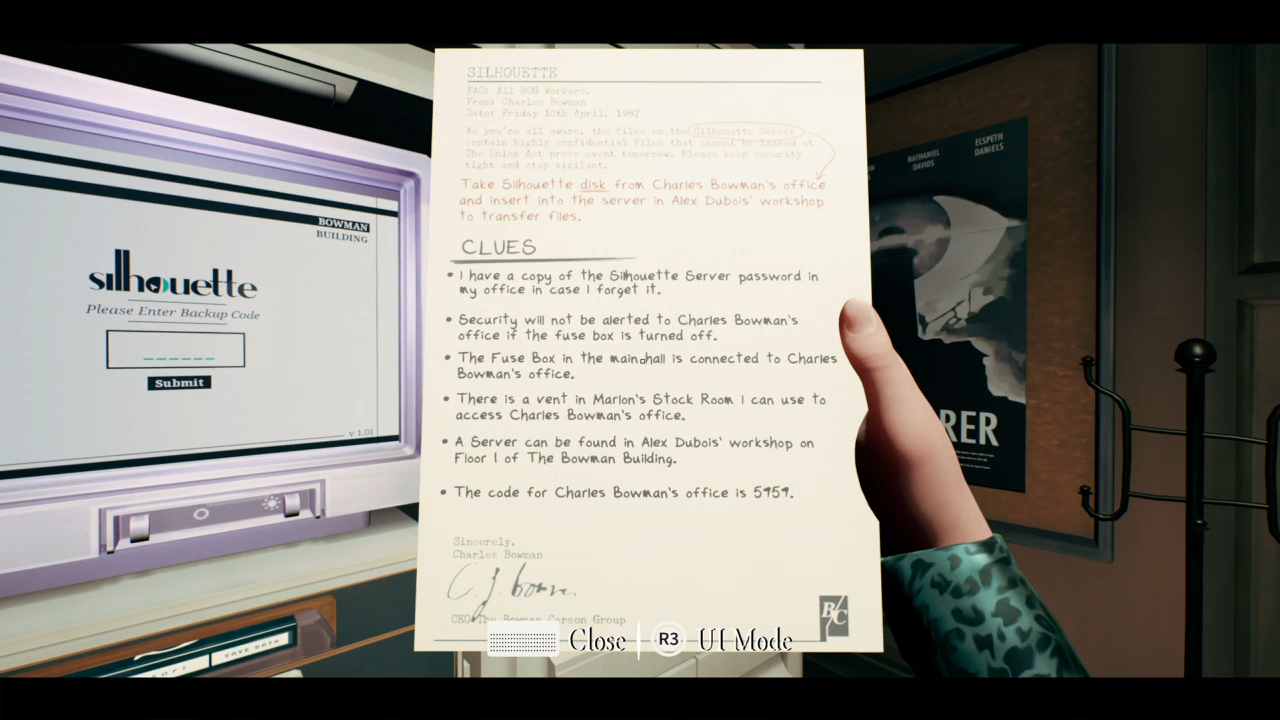 SILHOUETTE
FAO: All BOH Workers.
From: Charles Bowman
Date: Friday 10th April, 1987
As you're all aware, the files on the Silhouette Server
contain highly confidential files that cannot be leaked at
The Union Act press event tomorrow. Please keep security
tight and stay vigilant.
Take Silhouette disk from Charles Bowman's office
and insert into the server in Alex Dubois' workshop
to transfer files.
CLUES
• I have a copy of the Silhouette Server password in
my office in case I forget it.
• Security will not be alerted to Charles Bowman's
office if the fuse box is turned off.
• The Fuse Box in the main hall is connected to Charles
Bowman's office.
• There is a vent in Marlon's Stock Room I can use to
access Charles Bowman's office.
• A Server can be found in Alex Dubois' workshop on
Floor 1 of The Bowman Building.
• The code for Charles Bowman's office is 5959.
Sincerely,
Charles Bowman
C. J. Bowm
CEO The Bowman Carson Group
B/C
BOWMAN
BUILDING
silhouette
Please Enter Backup Code
______
Submit
v 1.01
SAVE DATA
NATHANIEL
DAVIDS
ELSPETH
DANIELS
RER
Close
R3 UI Mode